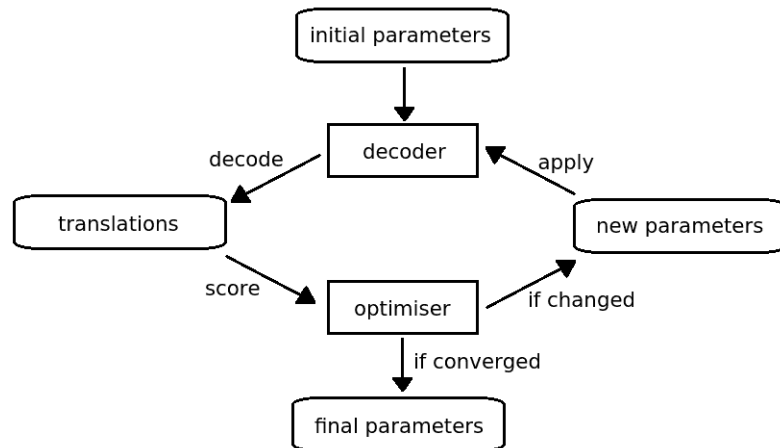 initial parameters
decoder
decode
apply
translations
new parameters
score
optimiser
if changed
if converged
final parameters